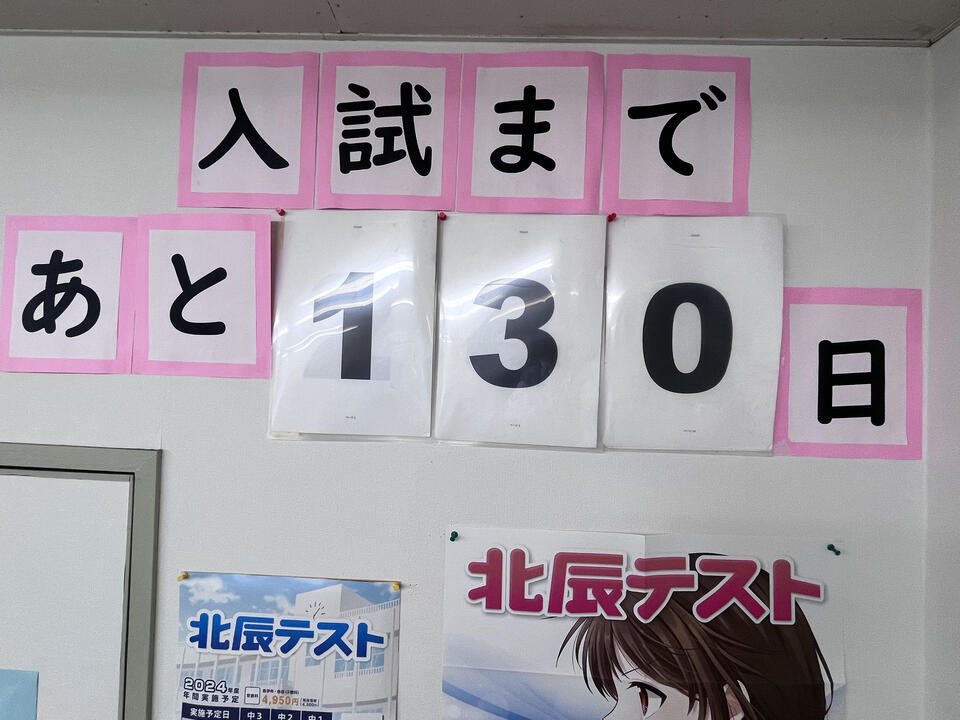 入試まで
あと130日
北辰テスト
北辰テスト
2024年度
年間実施予定
4,950円
実施予定日 中3 中2 中1